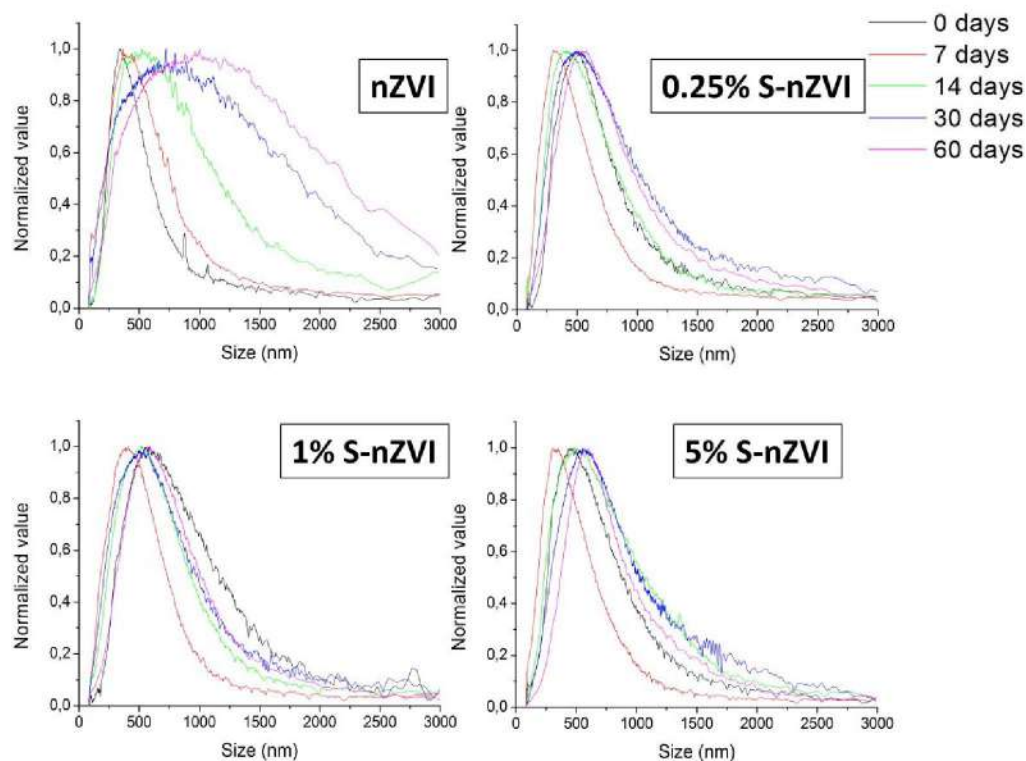 nZVI
1,0
0,8
0,6
0,4
0,2
0,0
Normalized value
0 500 1000 1500 2000 2500 3000
Size (nm)
0.25% S-nZVI
1,0
0,8
0,6
0,4
0,2
0,0
Normalized value
0 500 1000 1500 2000 2500 3000
Size (nm)
0 days
7 days
14 days
30 days
60 days
1% S-nZVI
1,0
0,8
0,6
0,4
0,2
0,0
Normalized value
0 500 1000 1500 2000 2500 3000
Size (nm)
5% S-nZVI
1,0
0,8
0,6
0,4
0,2
0,0
Normalized value
0 500 1000 1500 2000 2500 3000
Size (nm)